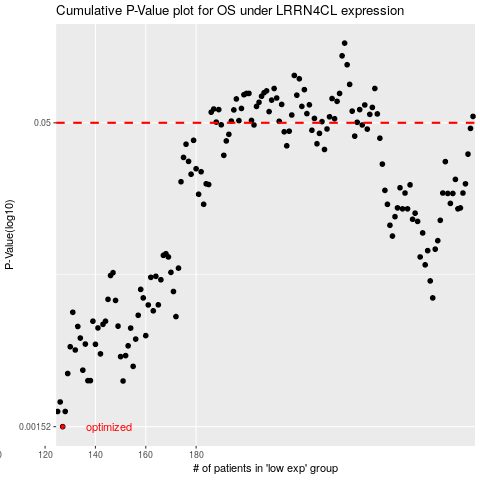 Cumulative P-Value plot for OS under LRRN4CL expression
0.05
P-Value(log10)
0.00152
optimized
0
120
140
160
180
# of patients in 'low exp' group